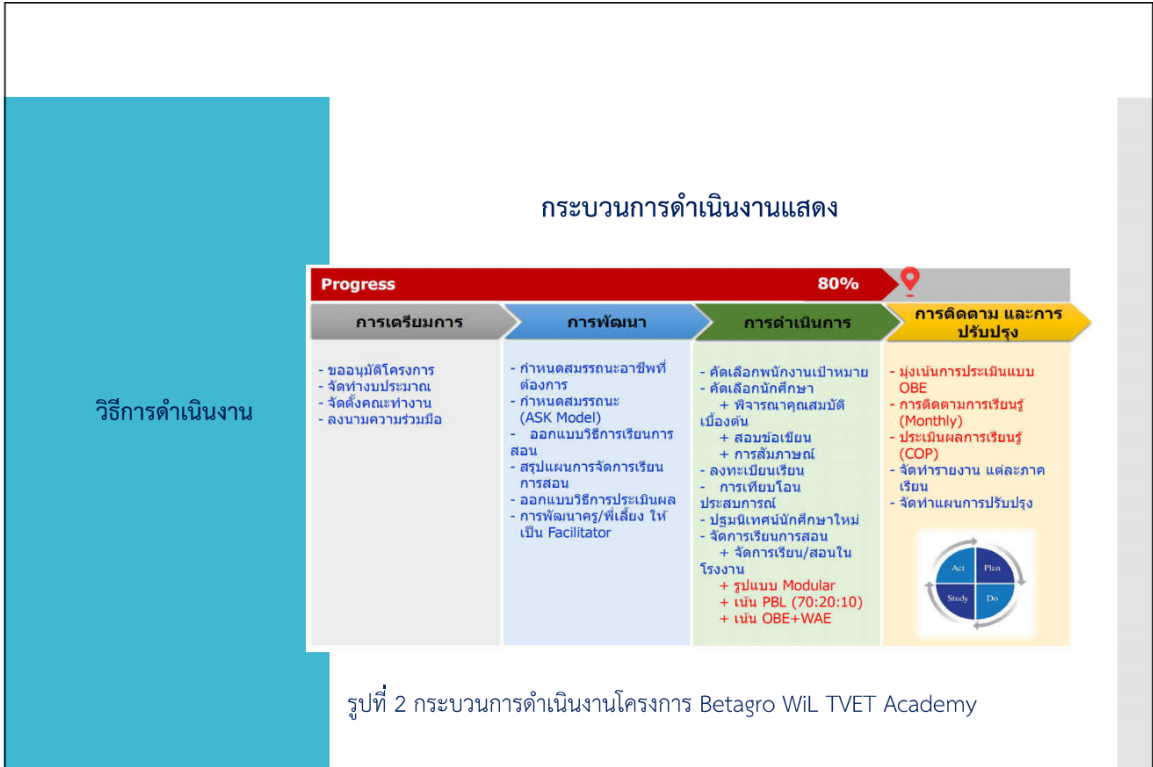 กระบวนการดำเนินงานแสดง
วิธีการดำเนินงาน
Progress 80%
การเตรียมการ
- ขออนุมัติโครงการ
- จัดทำงบประมาณ
- จัดตั้งคณะทำงาน
- ลงนามความร่วมมือ
การพัฒนา
- กำหนดสมรรถนะอาชีพที่
ต้องการ
- กำหนดสมรรถนะ
(ASK Model)
- ออกแบบวิธีการเรียนการ
สอน
- สรุปแผนการจัดการเรียน
การสอน
- ออกแบบวิธีการประเมินผล
- การพัฒนาครู/พี่เลี้ยง ให้
เป็น Facilitator
การดำเนินการ
- คัดเลือกพนักงานเป้าหมาย
- คัดเลือกนักศึกษา
+ พิจารณาคุณสมบัติ
เบื้องต้น
+ สอบข้อเขียน
+ การสัมภาษณ์
- ลงทะเบียนเรียน
- การเทียบโอน
ประสบการณ์
- ปฐมนิเทศนักศึกษาใหม่
- จัดการเรียนการสอน
+ จัดการเรียน/สอนใน
โรงงาน
+ รูปแบบ Modular
+ เน้น PBL (70:20:10)
+ เน้น OBE+WAE
การติดตาม และการ
ปรับปรุง
- มุ่งเน้นการประเมินแบบ
OBE
- การติดตามการเรียนรู้
(Monthly)
- ประเมินผลการเรียนรู้
(COP)
- จัดทำรายงาน แต่ละภาค
เรียน
- จัดทำแผนการปรับปรุง
Act Plan
Study Do
รูปที่ 2 กระบวนการดำเนินงานโครงการ Betagro WiL TVET Academy